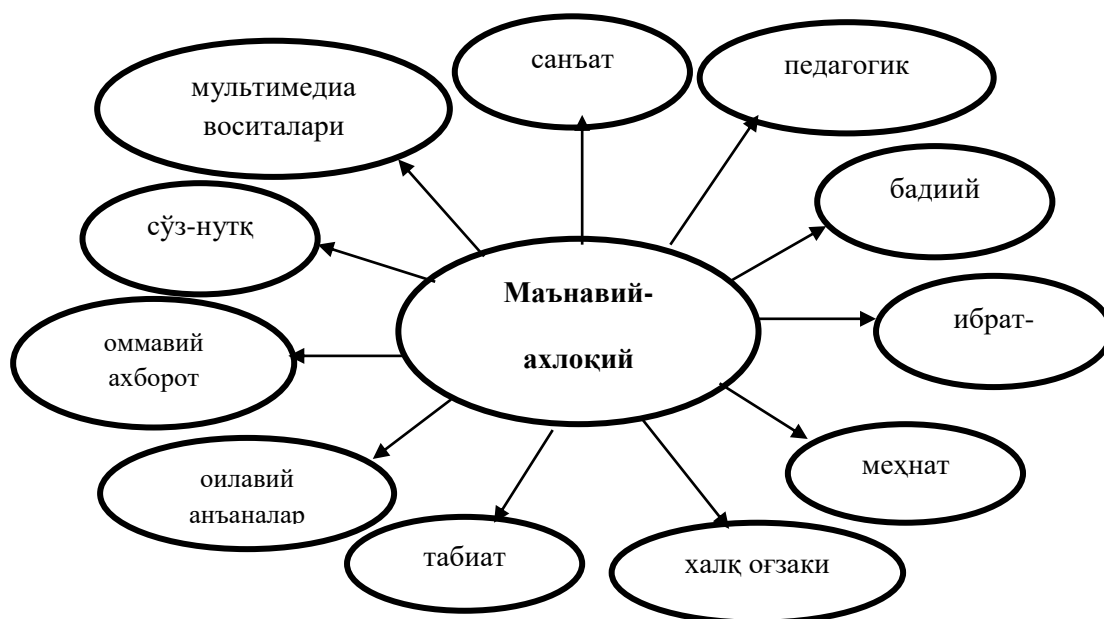 санъат
педагогик
мультимедиа
воситалари
бадиий
сўз-нутқ
Маънавий-
ахлоқий
ибрат-
оммавий
ахборот
меҳнат
оилавий
анъаналар
табиат
халқ оғзаки